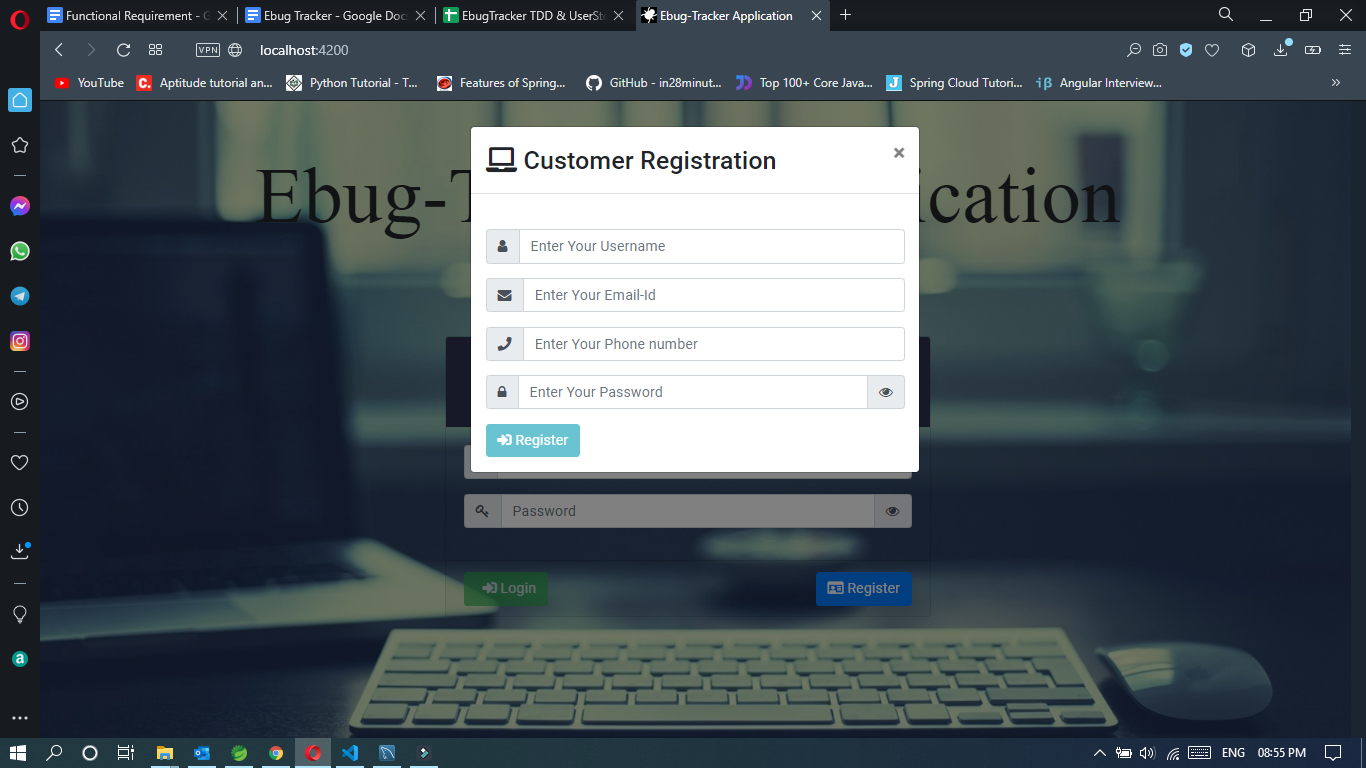 Functional Requirement - G
Ebug Tracker - Google Doc
EbugTracker TDD & UserSt
Ebug-Tracker Application
VPN
localhost:4200
YouTube
Aptitude tutorial an...
Python Tutorial - T...
Features of Spring...
GitHub - in28minut...
Top 100+ Core Java...
Spring Cloud Tutori...
Angular Interview...
»
Customer Registration
×
Ebug-T
ication
Enter Your Username
Enter Your Email-Id
Enter Your Phone number
Enter Your Password
Register
Password
Login
Register
ENG
08:55 PM